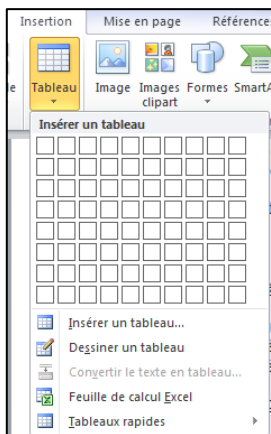 Insertion Mise en page Référence
le Tableau Image Images Formes SmartA
clipart
Insérer un tableau
Insérer un tableau...
Dessiner un tableau
Convertir le texte en tableau...
Feuille de calcul Excel
Tableaux rapides